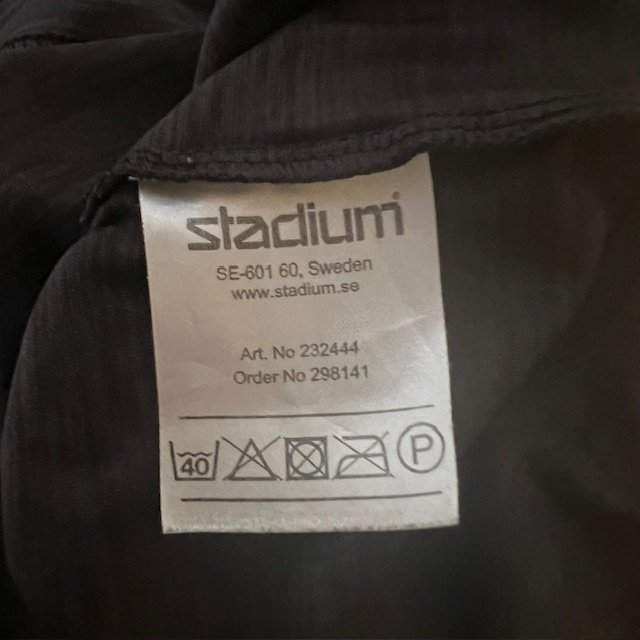 stadium®
SE-601 60, Sweden
www.stadium.se
Art. No 232444
Order No 298141
40
P